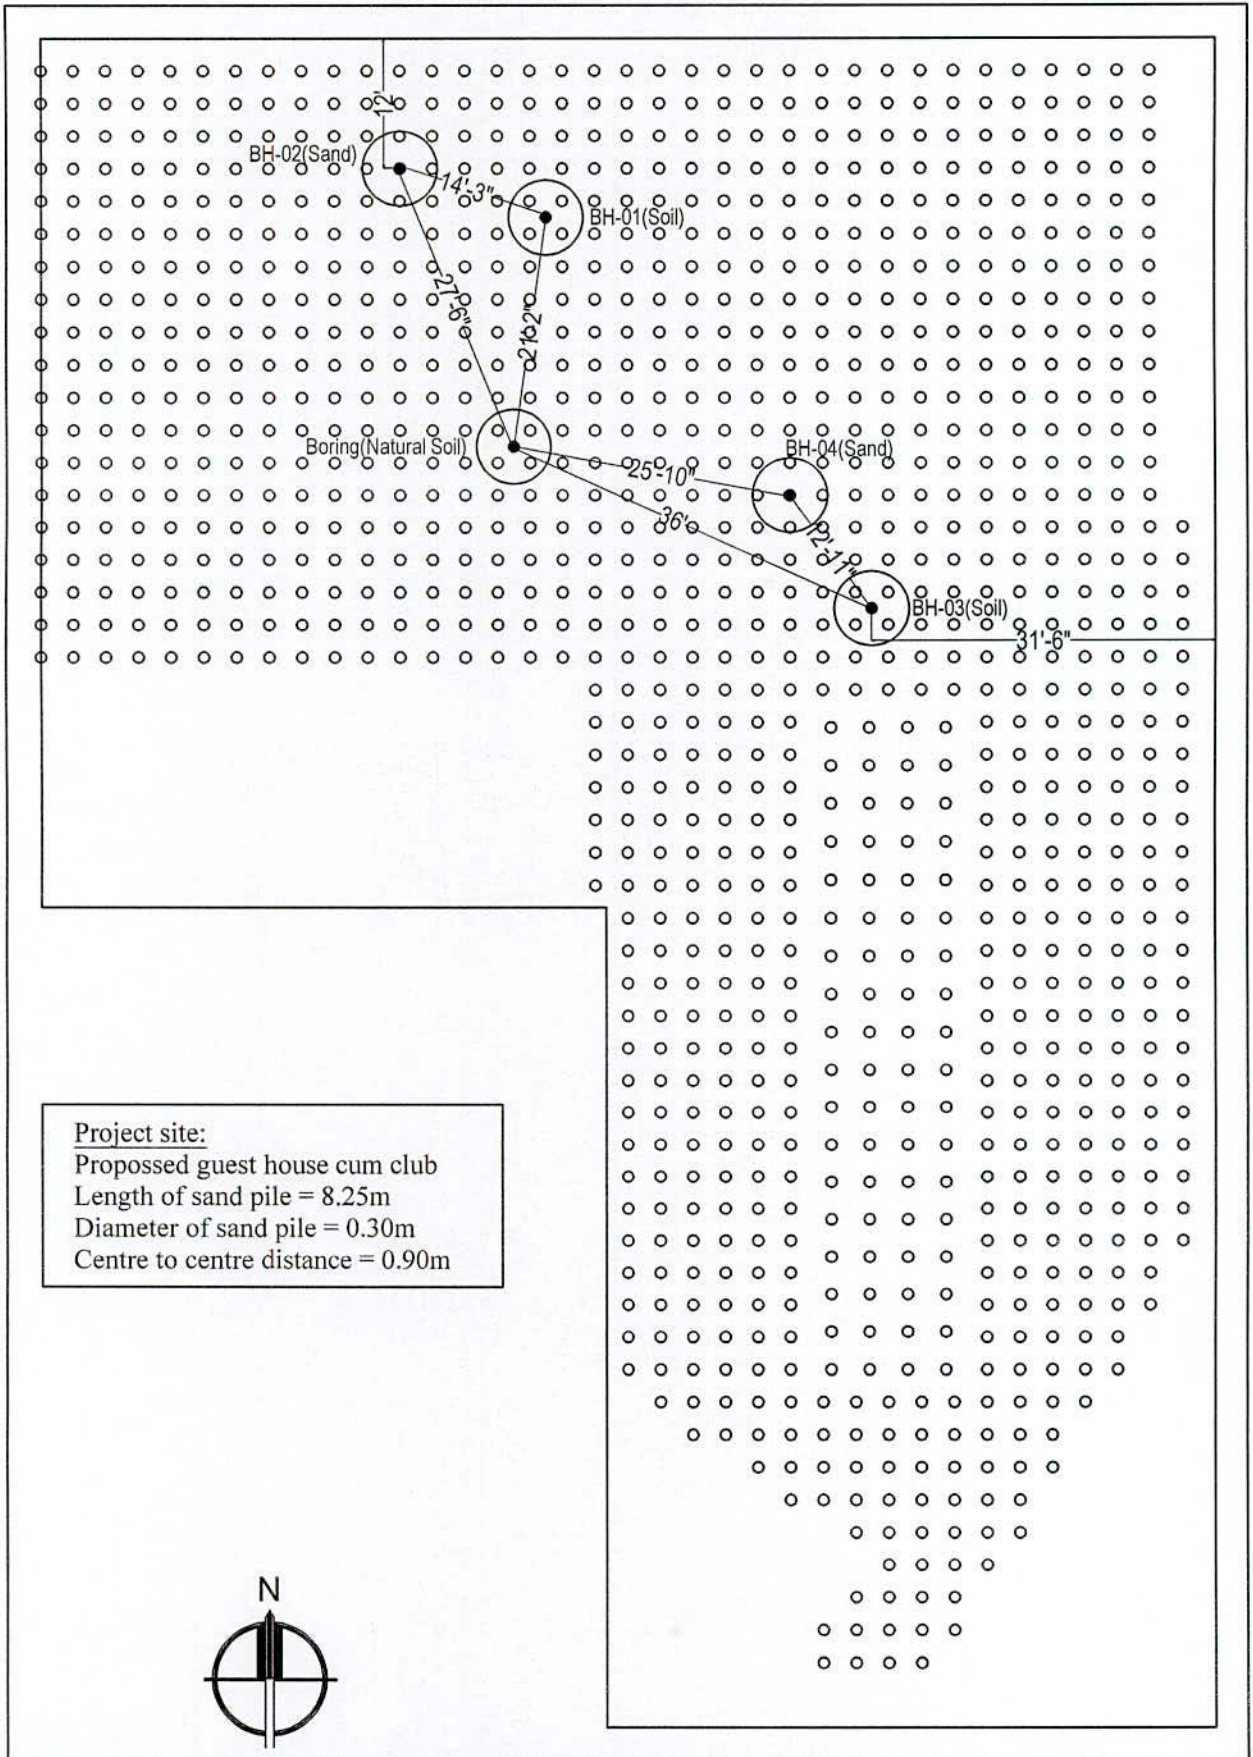 12'
BH-02(Sand)
14'-3"
BH-01(Soil)
27'-6"
21'-2"
Boring(Natural Soil)
BH-04(Sand)
25'-10"
36'
12'-11"
BH-03(Soil)
31'-6"
Project site:
Propossed guest house cum club
Length of sand pile = 8.25m
Diameter of sand pile = 0.30m
Centre to centre distance = 0.90m
N